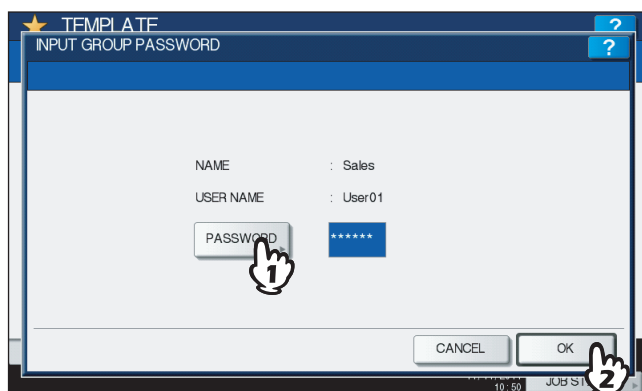 TEMPLATE
?
INPUT GROUP PASSWORD
?
NAME : Sales
USER NAME : User01
PASSWORD ******
1
CANCEL OK
2
10:50 JOB ST